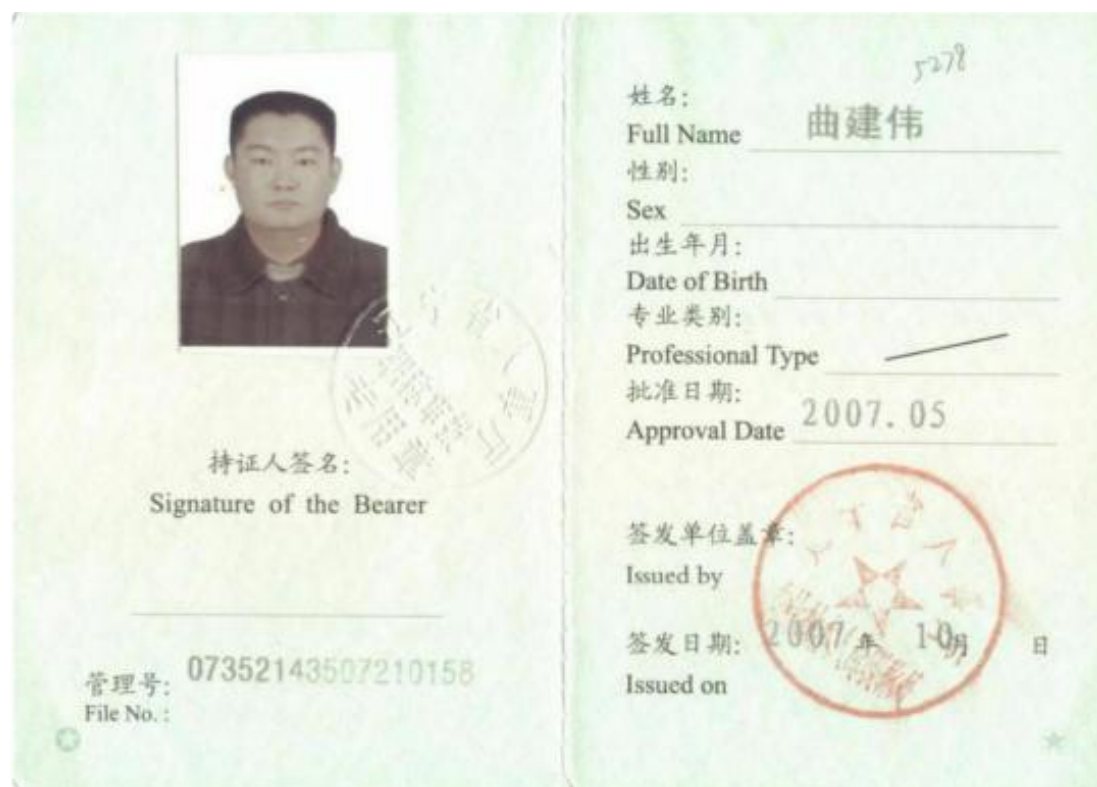 持证人签名:
Signature of the Bearer
管理号: 07352143507210158
File No. :
5278
姓名:
Full Name 曲建伟
性别:
Sex
出生年月:
Date of Birth
专业类别:
Professional Type
批准日期:
Approval Date 2007.05
签发单位盖章:
Issued by
签发日期: 2007 年 10月 日
Issued on